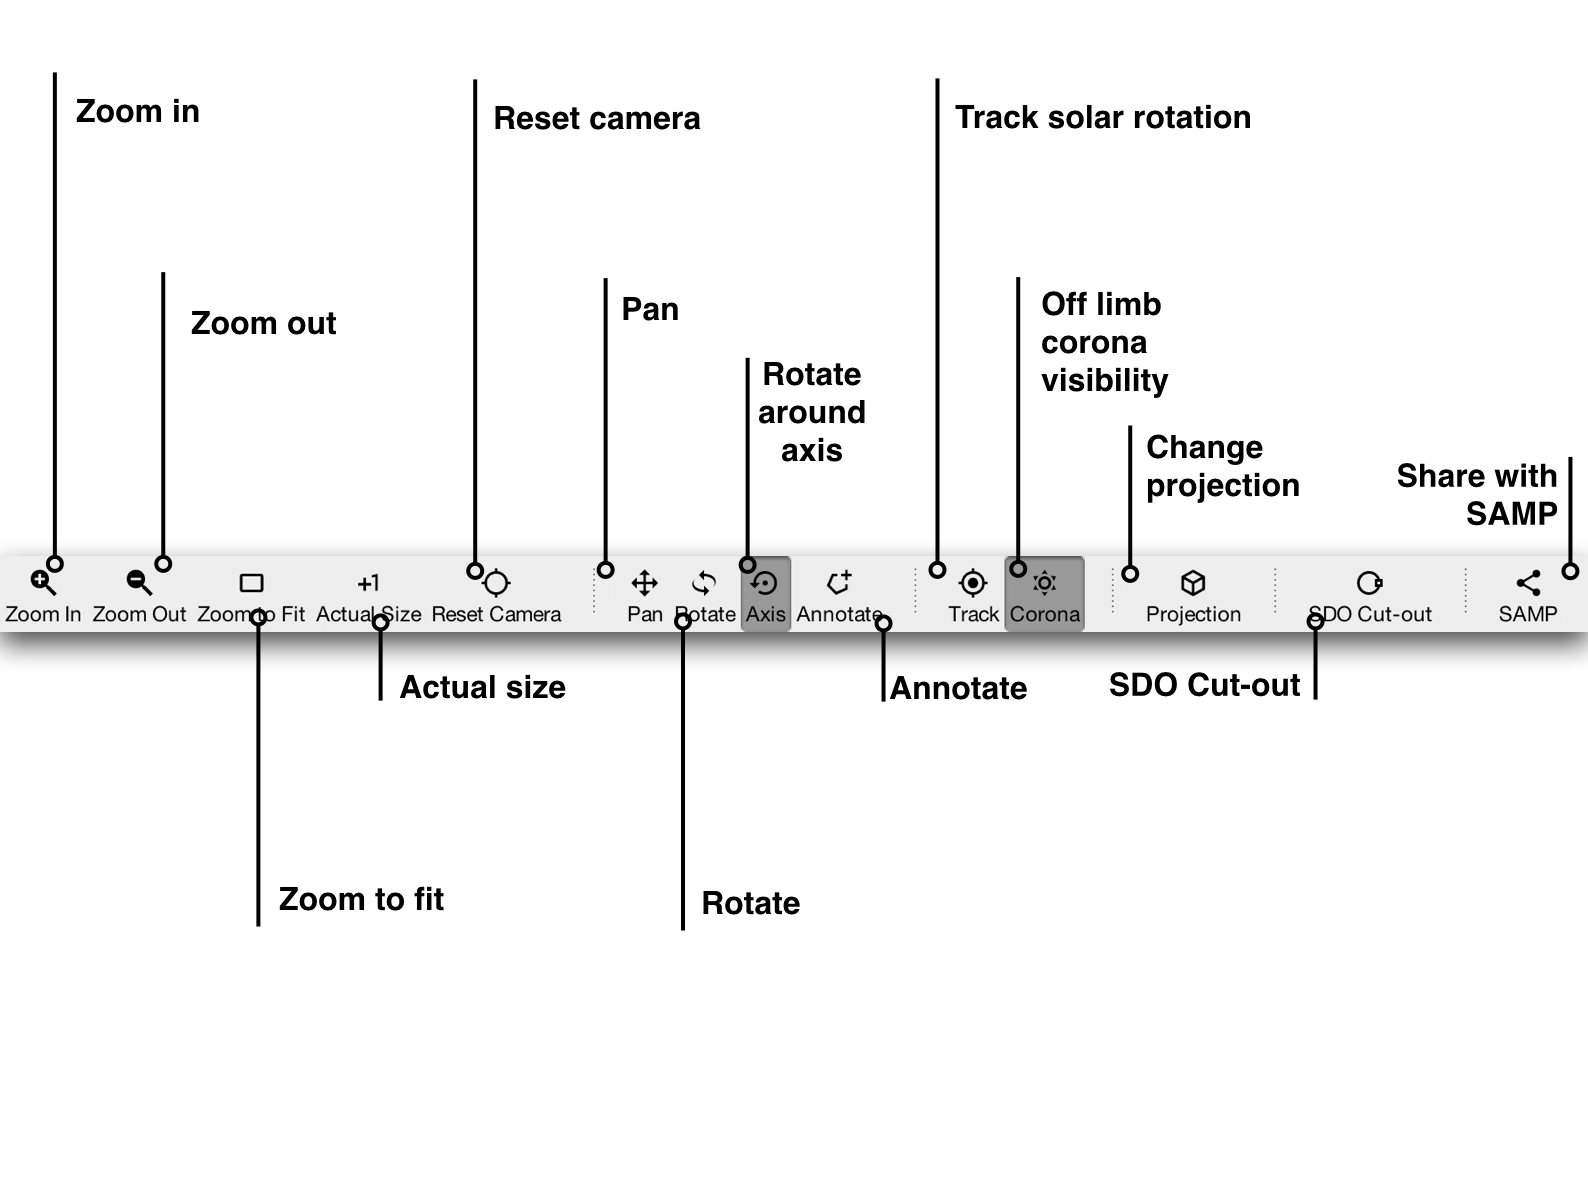 Zoom in
Reset camera
Track solar rotation
Zoom out
Pan
Off limb
corona
visibility
Rotate
around
axis
Change
projection
Share with
SAMP
+1
Zoom In
Zoom Out
Zoom to Fit
Actual Size
Reset Camera
Pan
Rotate
Axis
Annotate
Track
Corona
Projection
SDO Cut-out
SAMP
Actual size
Annotate
SDO Cut-out
Zoom to fit
Rotate